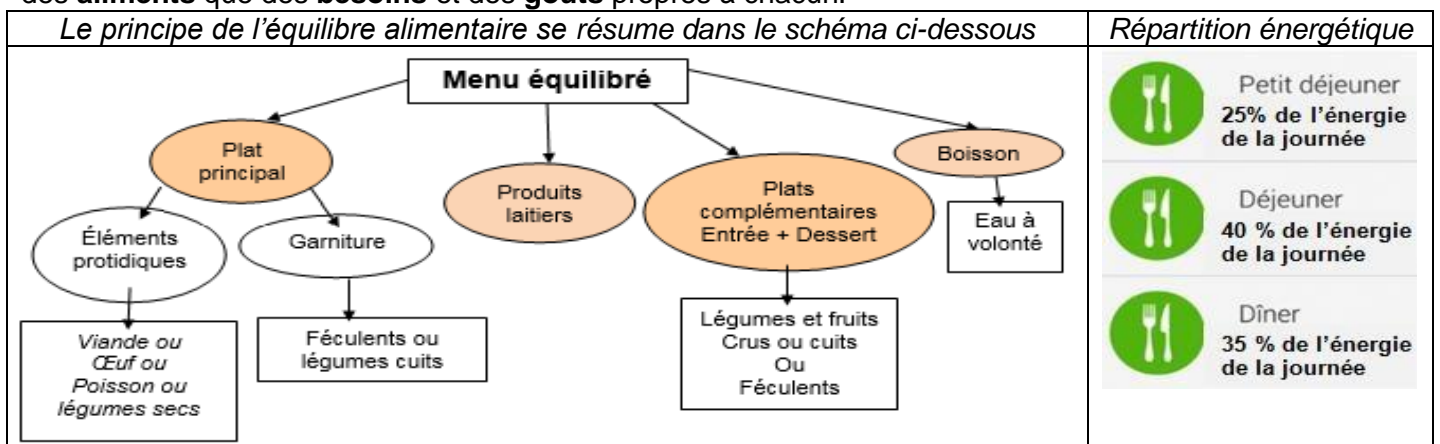 des aliments que des besoins et des goûts propres à chacun.
Le principe de l'équilibre alimentaire se résume dans le schéma ci-dessous
Répartition énergétique
Menu équilibré
Plat
principal
Produits
laitiers
Plats
complémentaires
Entrée + Dessert
Boisson
Éléments
protidiques
Garniture
Eau à
volonté
Viande ou
Œuf ou
Poisson ou
légumes secs
Féculents ou
légumes cuits
Légumes et fruits
Crus ou cuits
Ou
Féculents
Petit déjeuner
25% de l'énergie
de la journée
Déjeuner
40 % de l'énergie
de la journée
Dîner
35 % de l'énergie
de la journée